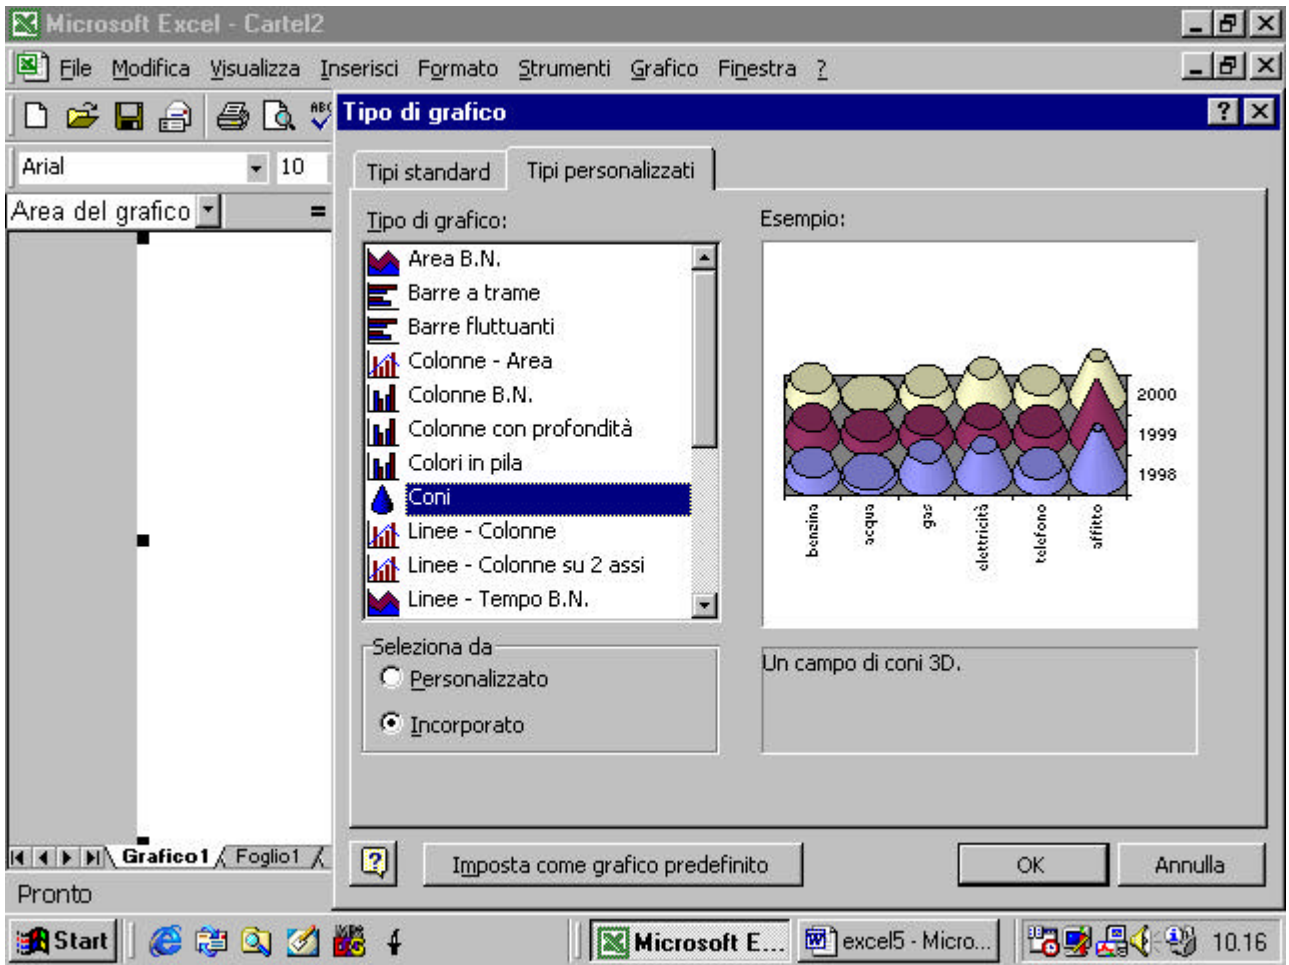 Microsoft Excel - Cartel2
File Modifica Visualizza Inserisci Formato Strumenti Grafico Finestra ?
ABC
Tipo di grafico
Arial 10
Tipi standard Tipi personalizzati
Area del grafico =
Tipo di grafico:
Esempio:
Area B.N.
Barre a trame
Barre fluttuanti
Colonne - Area
Colonne B.N.
Colonne con profondità
Colori in pila
Coni
Linee - Colonne
Linee - Colonne su 2 assi
Linee - Tempo B.N.
2000
1999
1998
benzina
acqua
gas
elettricità
telefono
affitto
Seleziona da
Personalizzato
Incorporato
Un campo di coni 3D.
Grafico1 Foglio1
Imposta come grafico predefinito
OK
Annulla
Pronto
Start
Microsoft E...
excel5 - Micro...
10.16